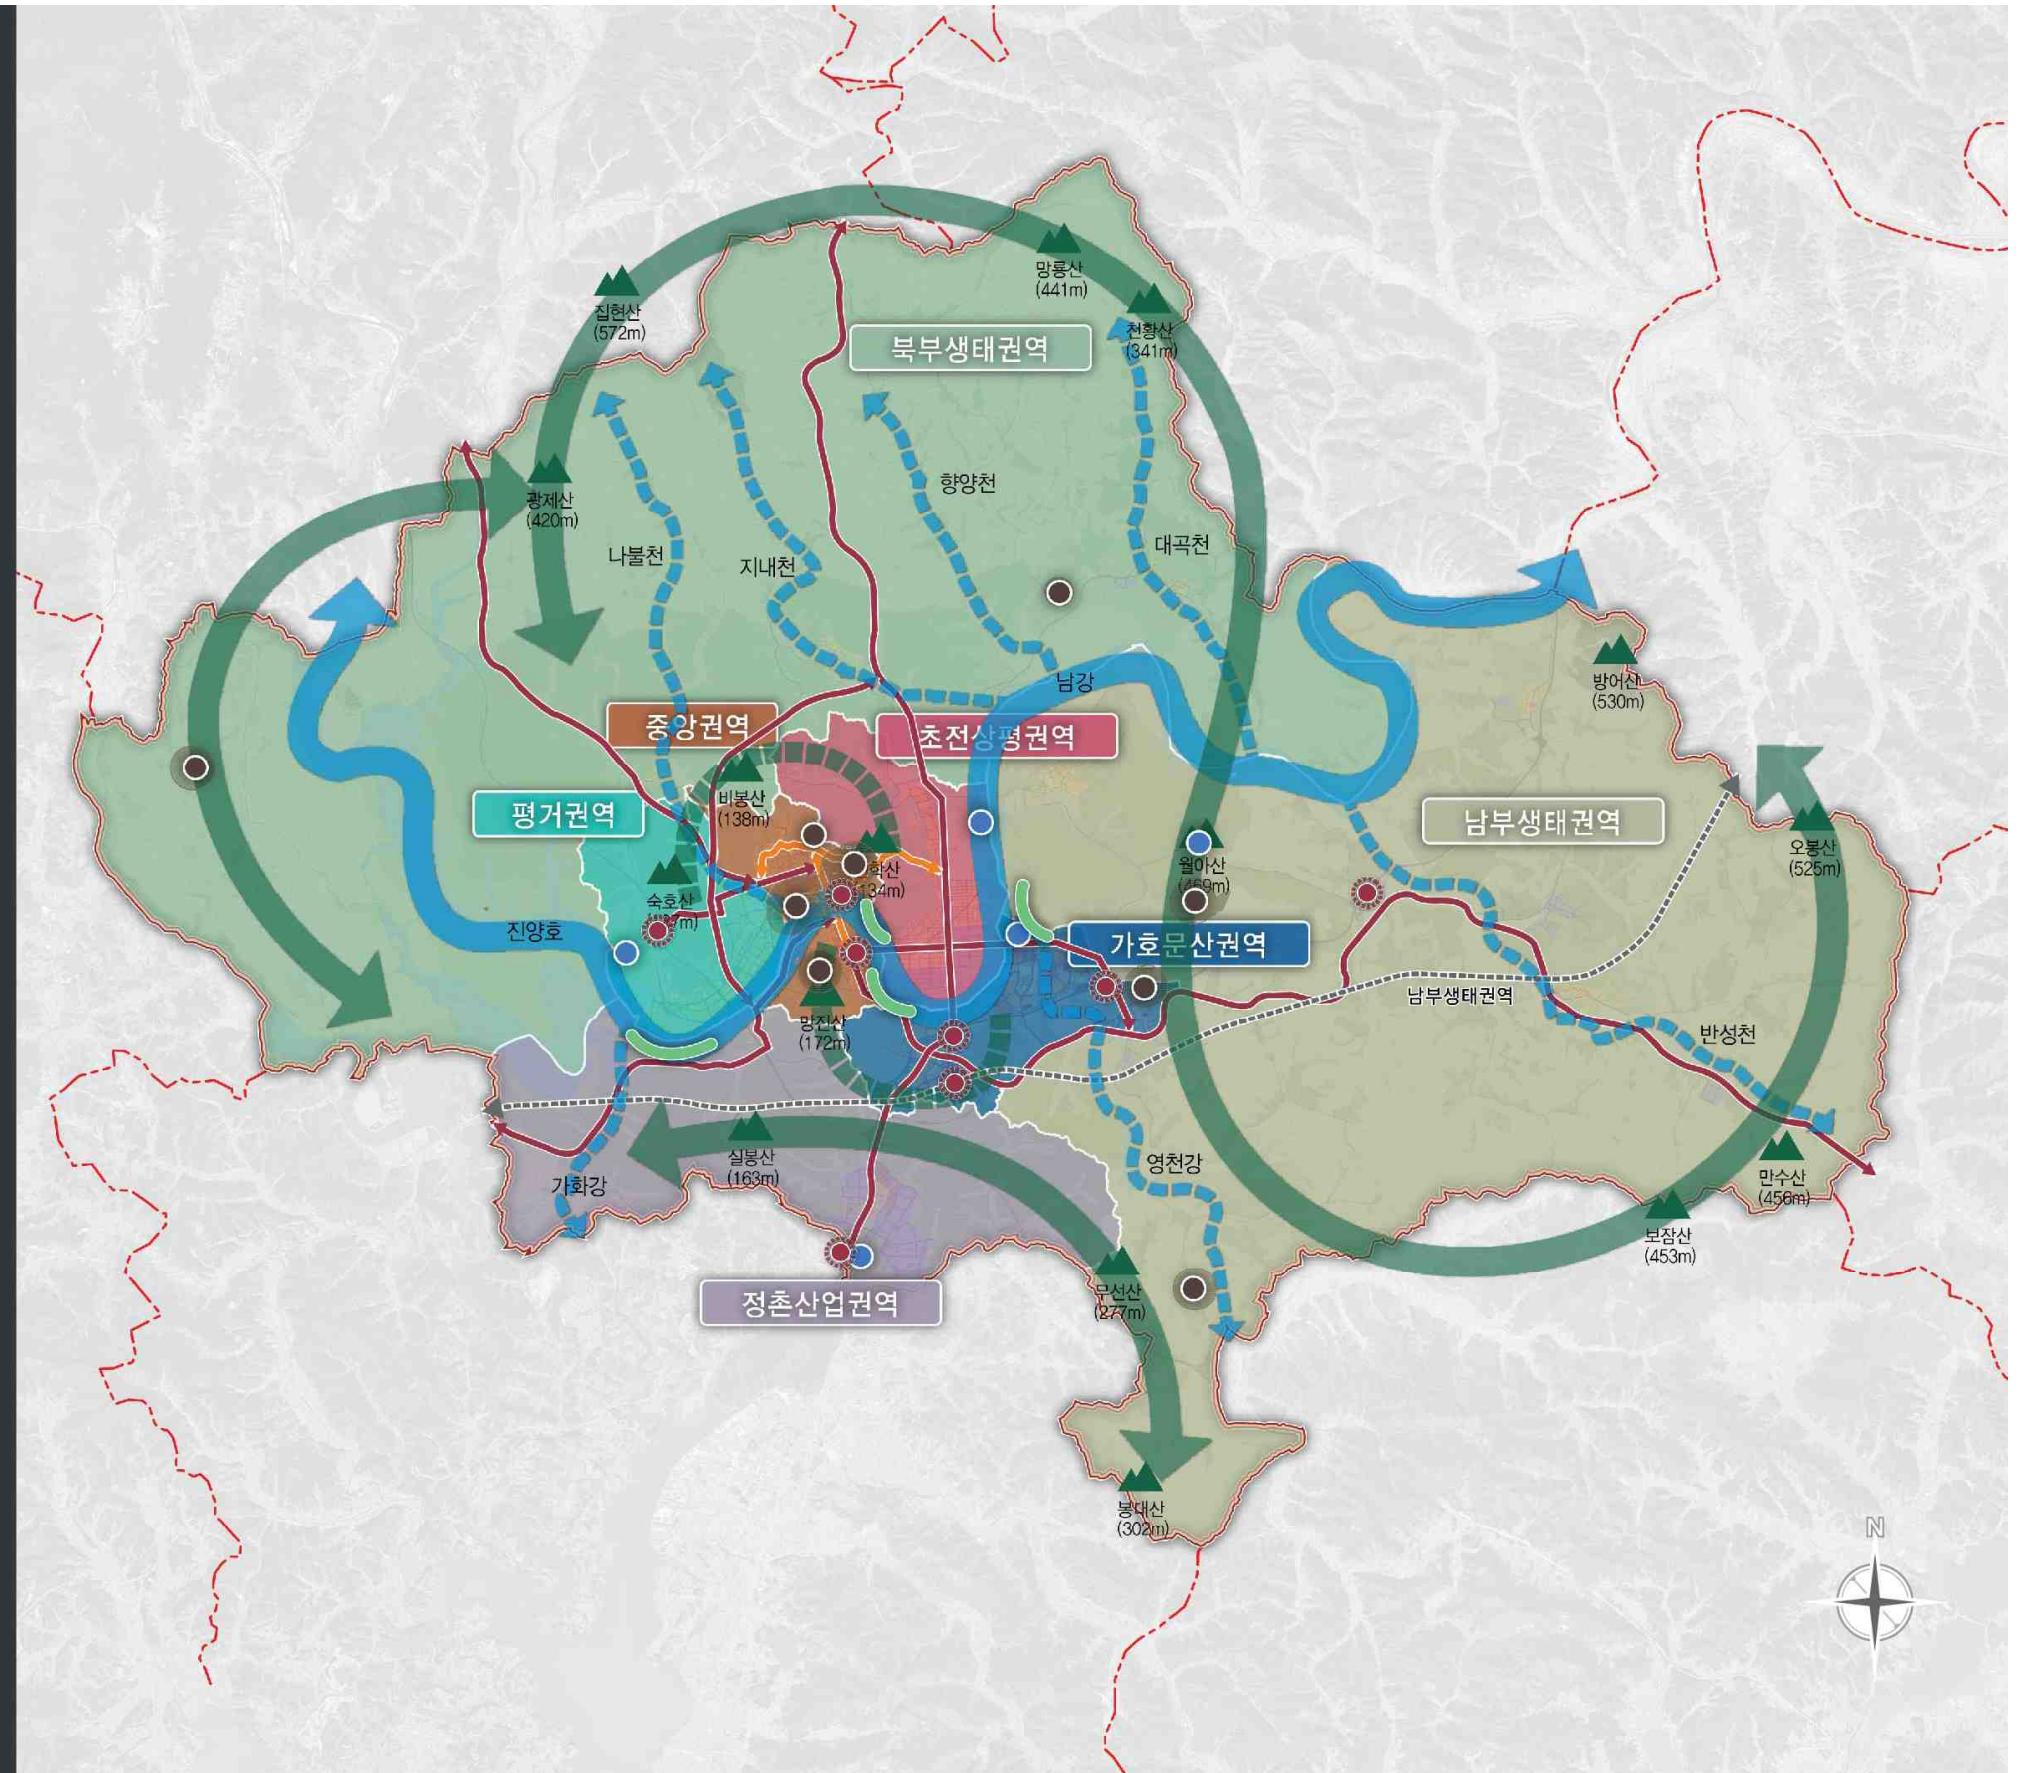 망룡산
(441m)
집현산
(572m)
천황산
(341m)
북부생태권역
광제산
(420m)
향양천
나불천
지내천
대곡천
남강
방어산
(530m)
중앙권역
초전상평권역
평거권역
비봉산
(138m)
남부생태권역
오봉산
(525m)
월아산
학산
숙호산
진양호
가호문산권역
남부생태권역
망진산
(172m)
반성천
실봉산
(163m)
영천강
가화강
만수산
(456m)
보잠산
(453m)
무선산
(277m)
정촌산업권역
봉대산
(302m)
N